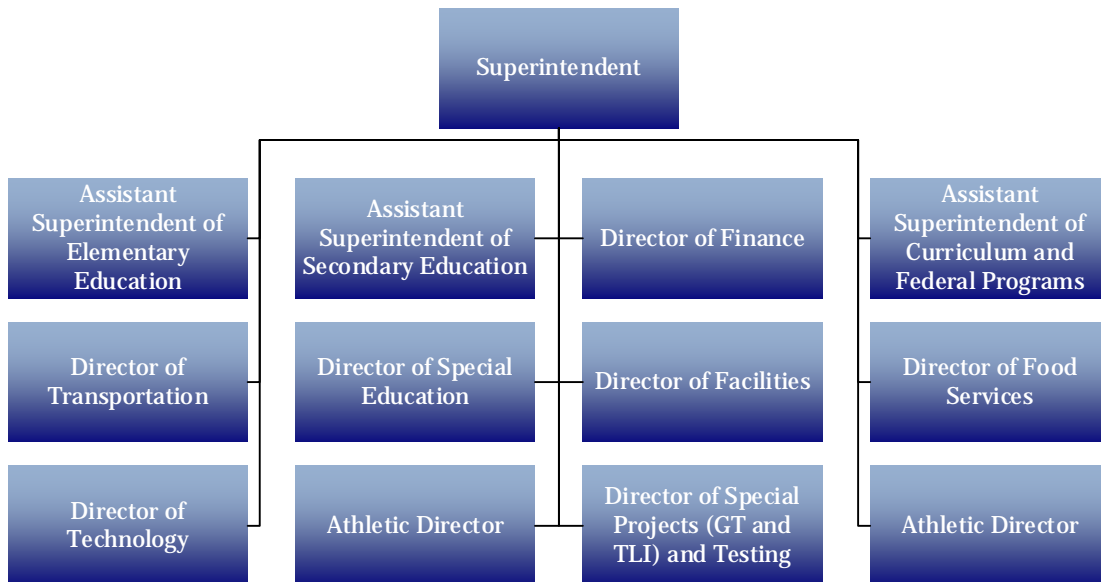 Superintendent
Assistant
Superintendent of
Elementary
Education
Assistant
Superintendent of
Secondary Education
Director of Finance
Assistant
Superintendent of
Curriculum and
Federal Programs
Director of
Transportation
Director of Special
Education
Director of Facilities
Director of Food
Services
Director of
Technology
Athletic Director
Director of Special
Projects (GT and
TLI) and Testing
Athletic Director